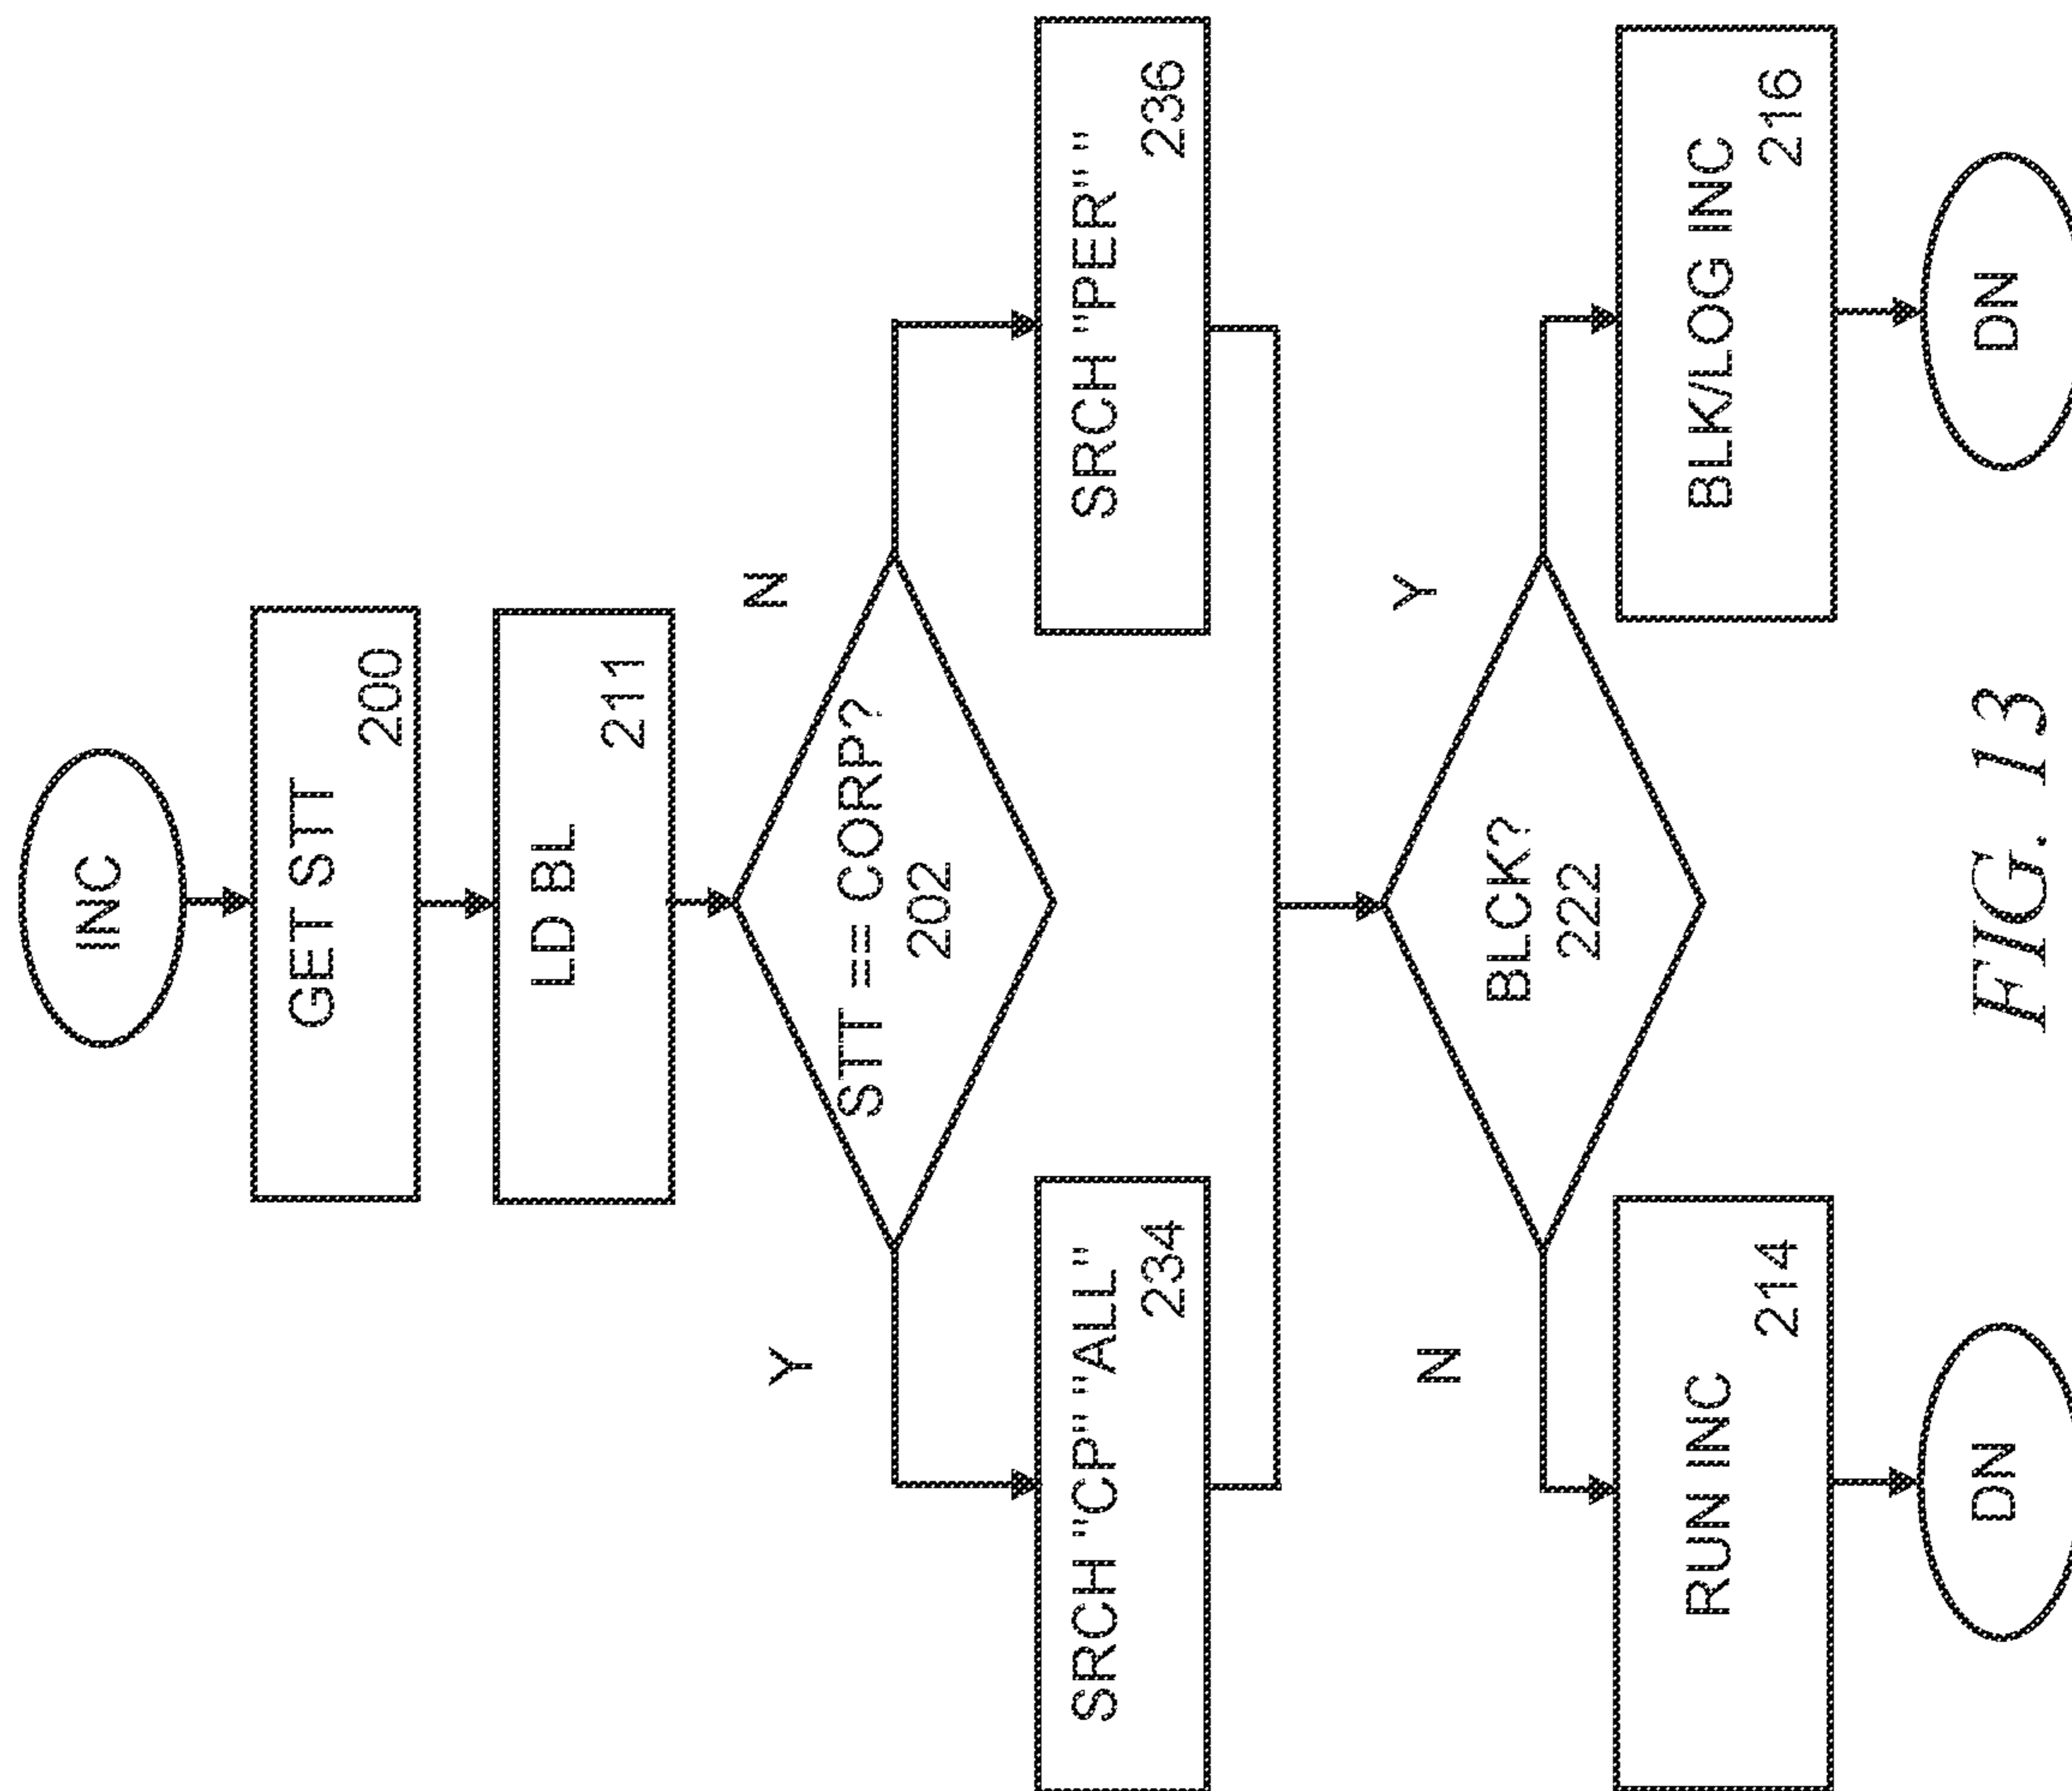 INC
GET STT
200
LD BL
211
STT == CORP?
202
Y
N
SRCH "CP" "ALL"
234
SRCH "PER" "
236
BLCK?
222
N
Y
RUN INC
214
BLK/LOG INC
216
DN
DN
FIG. 13